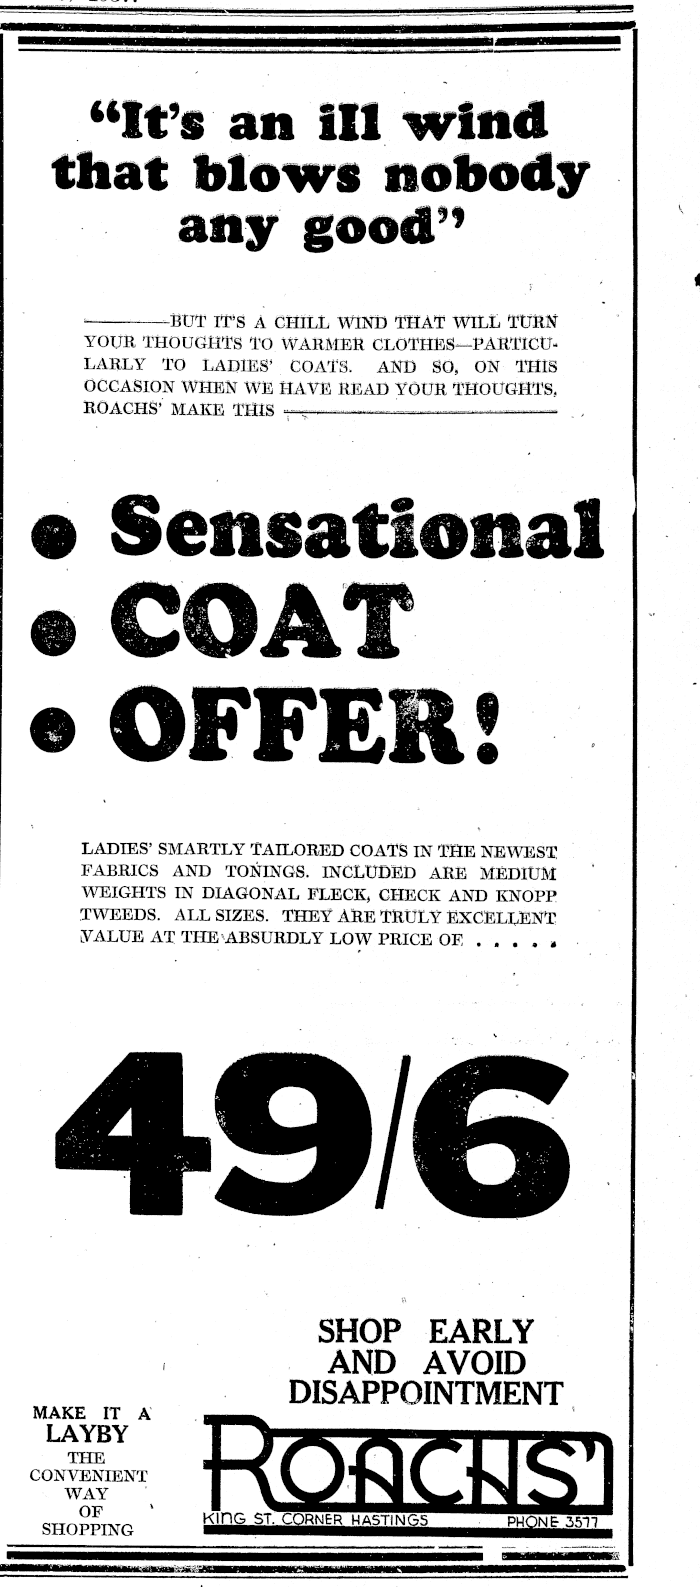 “It's an ill wind
that blows nobody
any good”
BUT IT'S A CHILL WIND THAT WILL TURN
YOUR THOUGHTS TO WARMER CLOTHES—PARTICU-
LARLY TO LADIES' COATS. AND SO, ON THIS
OCCASION WHEN WE HAVE READ YOUR THOUGHTS,
ROACHS' MAKE THIS
• Sensational
• COAT
• OFFER!
LADIES' SMARTLY TAILORED COATS IN THE NEWEST
FABRICS AND TONINGS. INCLUDED ARE MEDIUM
WEIGHTS IN DIAGONAL FLECK, CHECK AND KNOPP
TWEEDS. ALL SIZES. THEY ARE TRULY EXCELLENT
VALUE AT THE ABSURDLY LOW PRICE OF . . . . .
49/6
SHOP EARLY
AND AVOID
DISAPPOINTMENT
MAKE IT A
LAYBY
THE
CONVENIENT
WAY
OF
SHOPPING
ROACHS'
KING ST. CORNER HASTINGS PHONE 3577